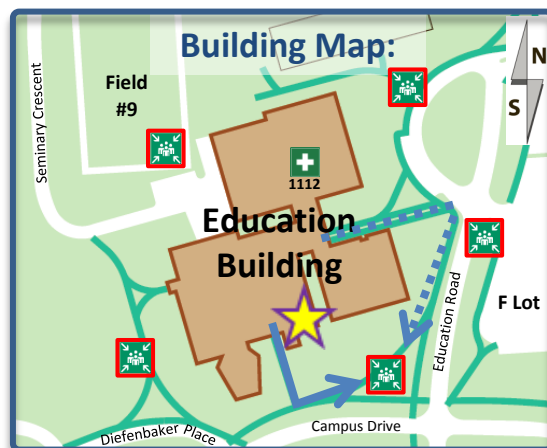 Building Map:
N
S
Field
#9
Seminary Crescent
1112
Education
Building
F Lot
Education Road
Campus Drive
Diefenbaker Place